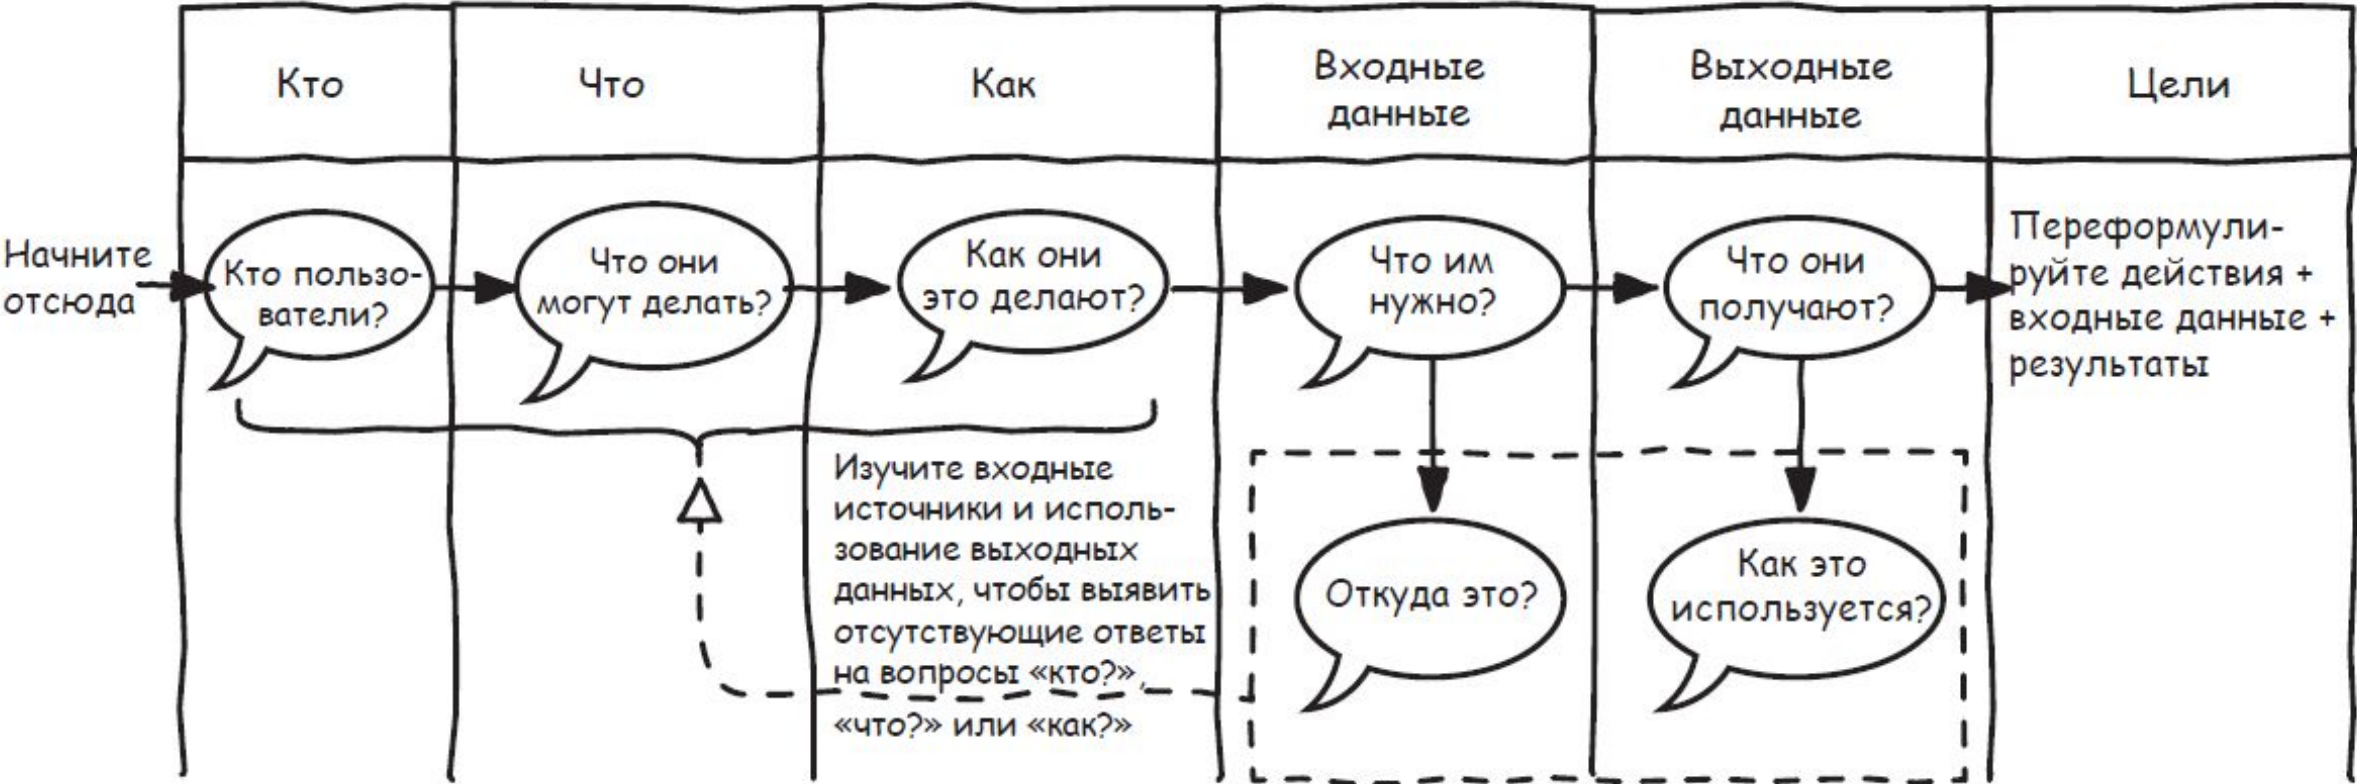 Кто
Что
Как
Входные
данные
Выходные
данные
Цели
Начните
отсюда
Кто пользо-
ватели?
Что они
могут делать?
Как они
это делают?
Что им
нужно?
Что они
получают?
Переформули-
руйте действия +
входные данные +
результаты
Изучите входные
источники и исполь-
зование выходных
данных, чтобы выявить
отсутствующие ответы
на вопросы «кто?»,
«что?» или «как?»
Откуда это?
Как это
используется?